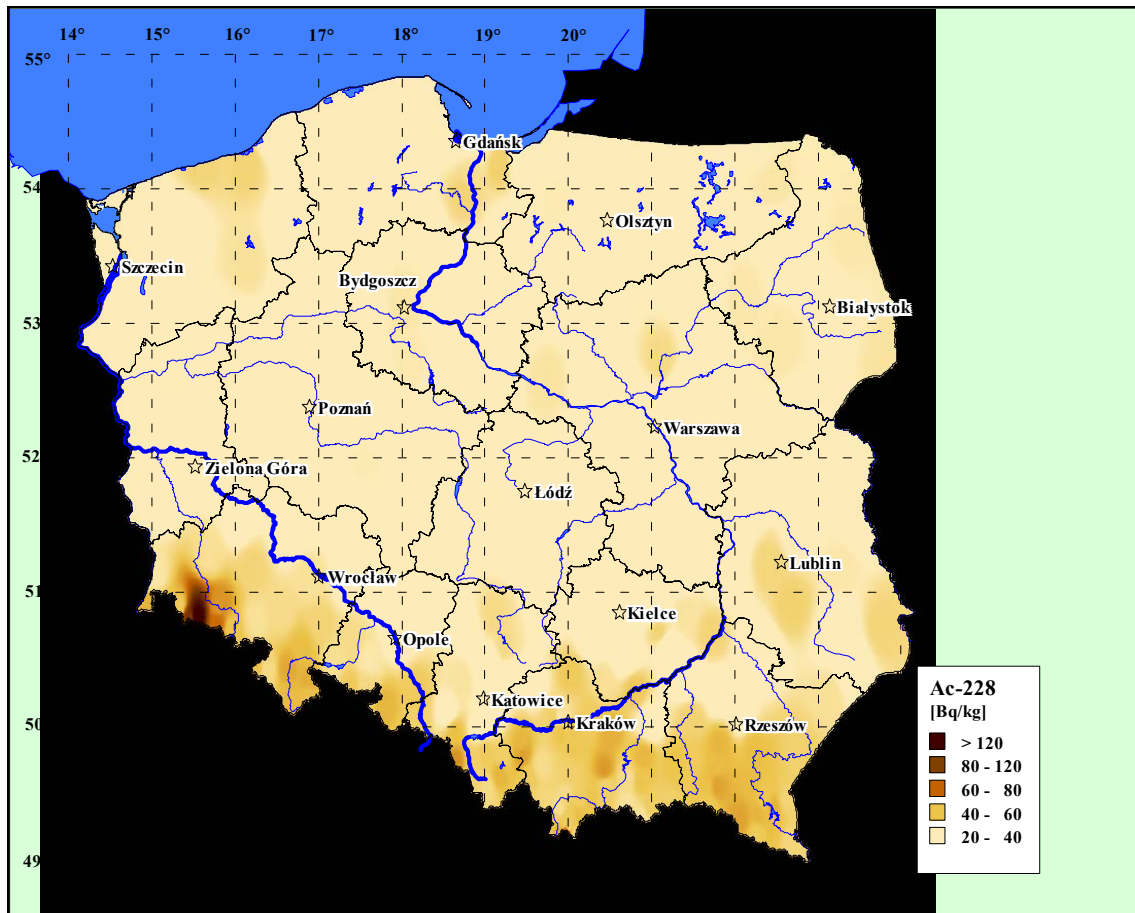 14° 15° 16° 17° 18° 19° 20°
55°
Gdańsk
54
Olsztyn
Szczecin
Bydgoszcz
Białystok
53
Poznań
Warszawa
52
Zielona Góra
Łódź
Lublin
Wrocław
51
Kielce
Opole
Katowice
50
Kraków
Rzeszów
49
Ac-228
[Bq/kg]
> 120
80 - 120
60 - 80
40 - 60
20 - 40